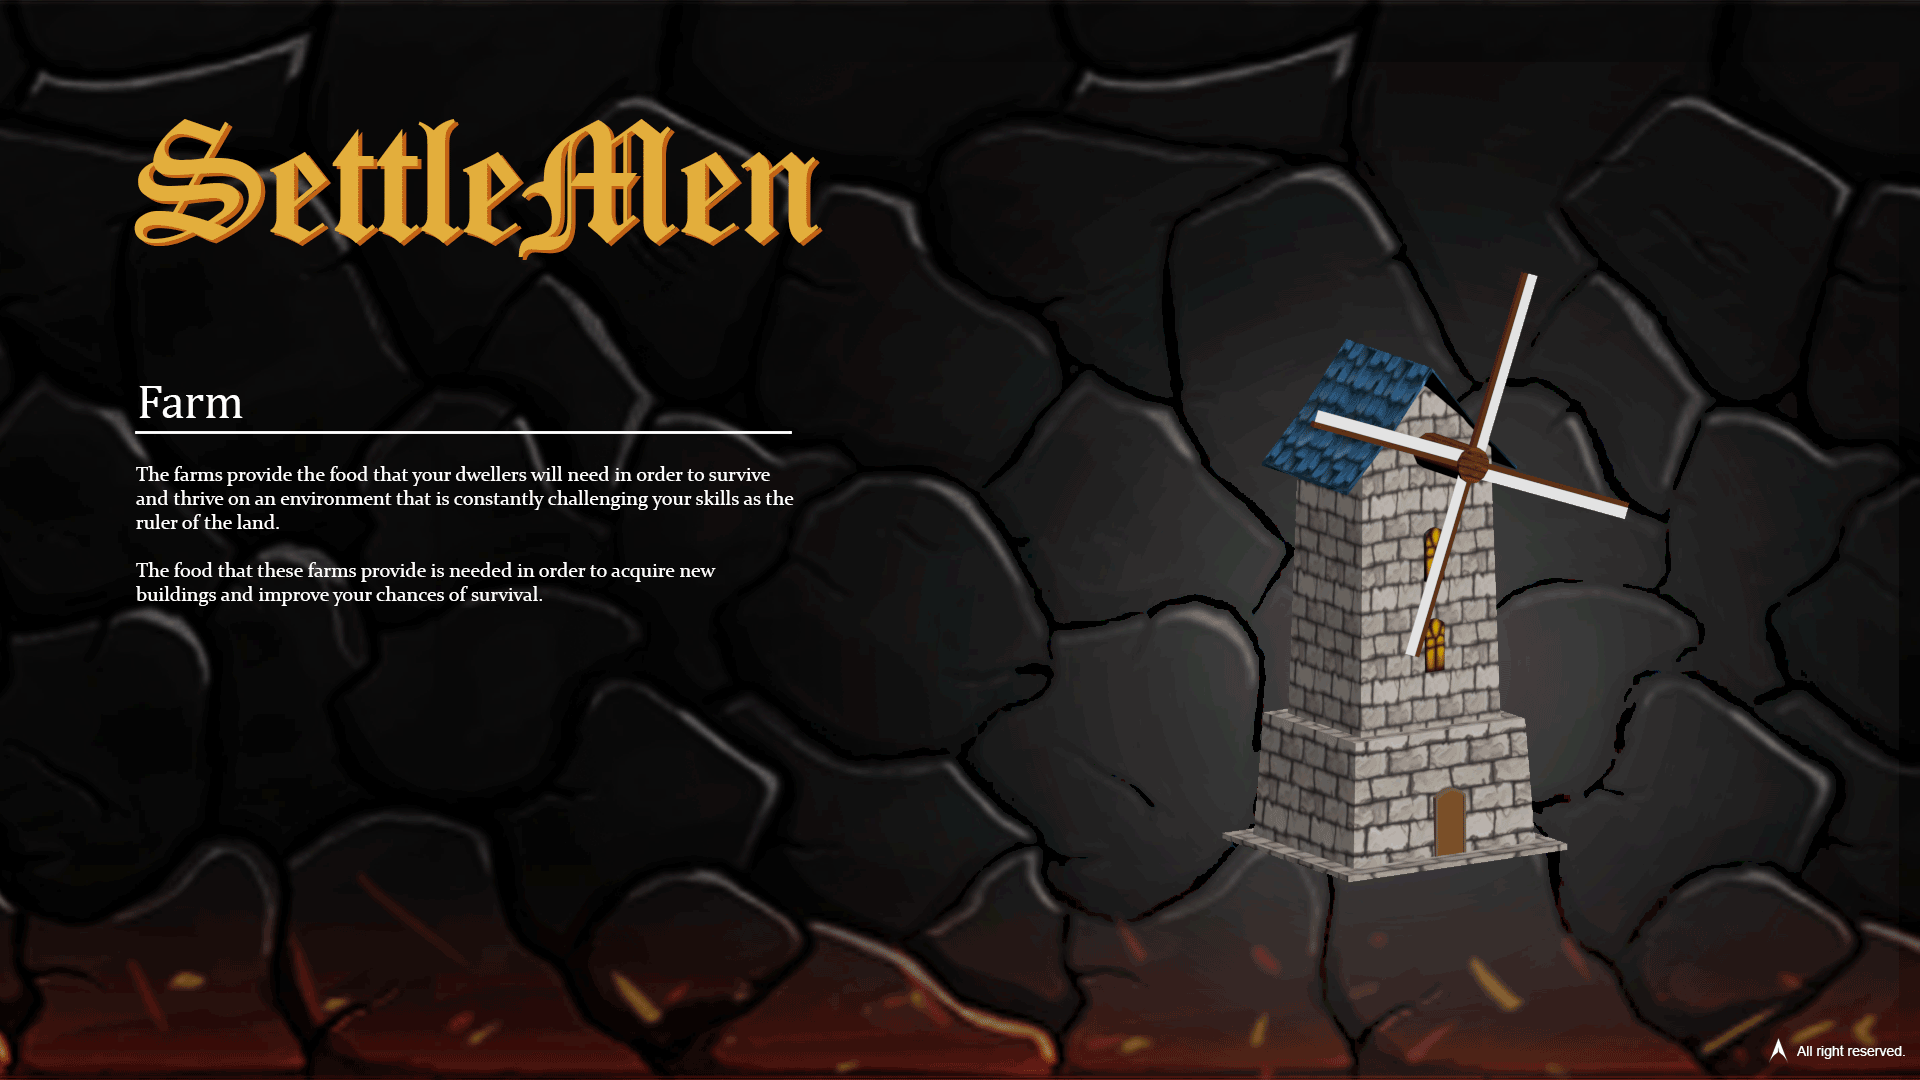 SettleMen
Farm
The farms provide the food that your dwellers will need in order to survive
and thrive on an environment that is constantly challenging your skills as the
ruler of the land.
The food that these farms provide is needed in order to acquire new
buildings and improve your chances of survival.
All right reserved.